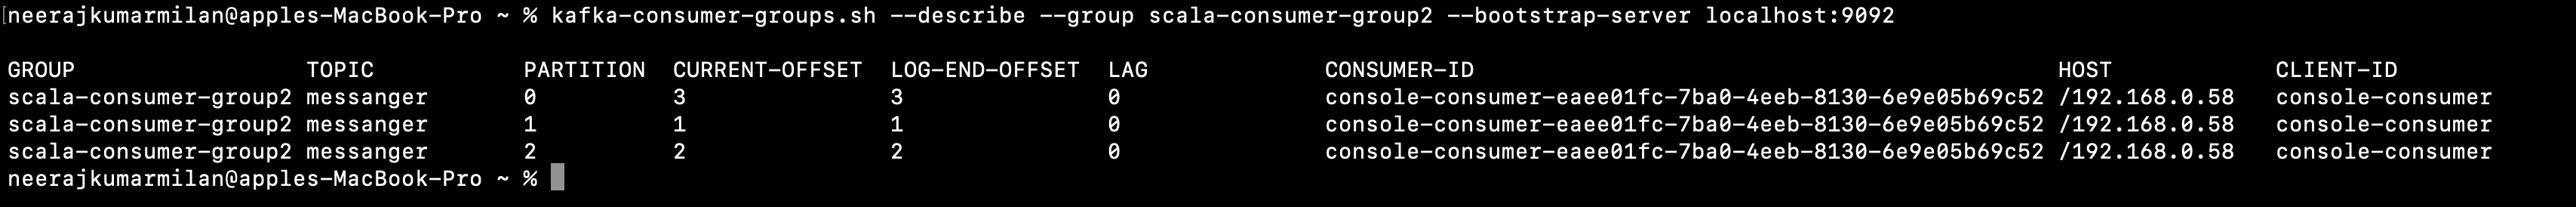 neerajkumarmilan@apples-MacBook-Pro ~ % kafka-consumer-groups.sh --describe --group scala-consumer-group2 --bootstrap-server localhost:9092
GROUP TOPIC PARTITION CURRENT-OFFSET LOG-END-OFFSET LAG CONSUMER-ID HOST CLIENT-ID
scala-consumer-group2 messanger 0 3 3 0 console-consumer-eaee01fc-7ba0-4eeb-8130-6e9e05b69c52 /192.168.0.58 console-consumer
scala-consumer-group2 messanger 1 1 1 0 console-consumer-eaee01fc-7ba0-4eeb-8130-6e9e05b69c52 /192.168.0.58 console-consumer
scala-consumer-group2 messanger 2 2 2 0 console-consumer-eaee01fc-7ba0-4eeb-8130-6e9e05b69c52 /192.168.0.58 console-consumer
neerajkumarmilan@apples-MacBook-Pro ~ %